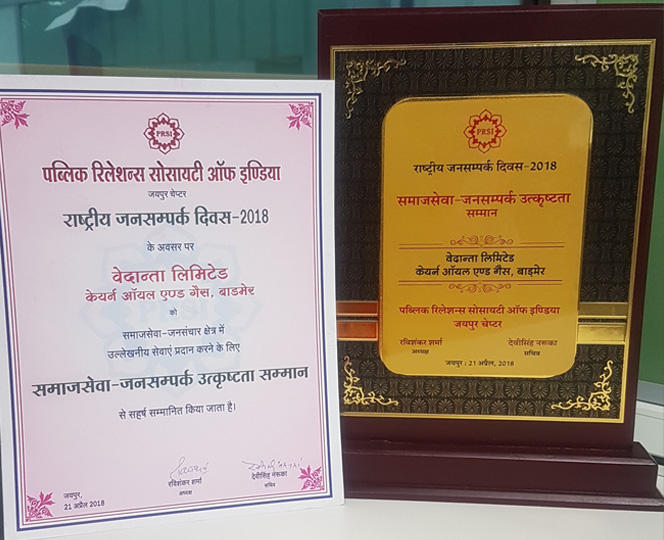 PRSI
पब्लिक रिलेशन्स सोसायटी ऑफ इण्डिया
जयपुर चेप्टर
राष्ट्रीय जनसम्पर्क दिवस-2018
के अवसर पर
वेदान्ता लिमिटेड
केयर्न ऑयल एण्ड गैस, बाडमेर
को
समाजसेवा-जनसंचार क्षेत्र में
उल्लेखनीय सेवाएं प्रदान करने के लिए
समाजसेवा-जनसम्पर्क उत्कृष्टता सम्मान
से सहर्ष सम्मानित किया जाता है।
रविशंकर शर्मा
अध्यक्ष
देवीसिंह नरूका
सचिव
जयपुर,
21 अप्रैल 2018
PRSI
राष्ट्रीय जनसम्पर्क दिवस-2018
समाजसेवा-जनसम्पर्क उत्कृष्टता
सम्मान
वेदान्ता लिमिटेड
केयर्न ऑयल एण्ड गैस, बाड़मेर
पब्लिक रिलेशन्स सोसायटी ऑफ इण्डिया
जयपुर चेप्टर
रविशंकर शर्मा
अध्यक्ष
देवीसिंह नरूका
सचिव
जयपुर : 21 अप्रैल, 2018